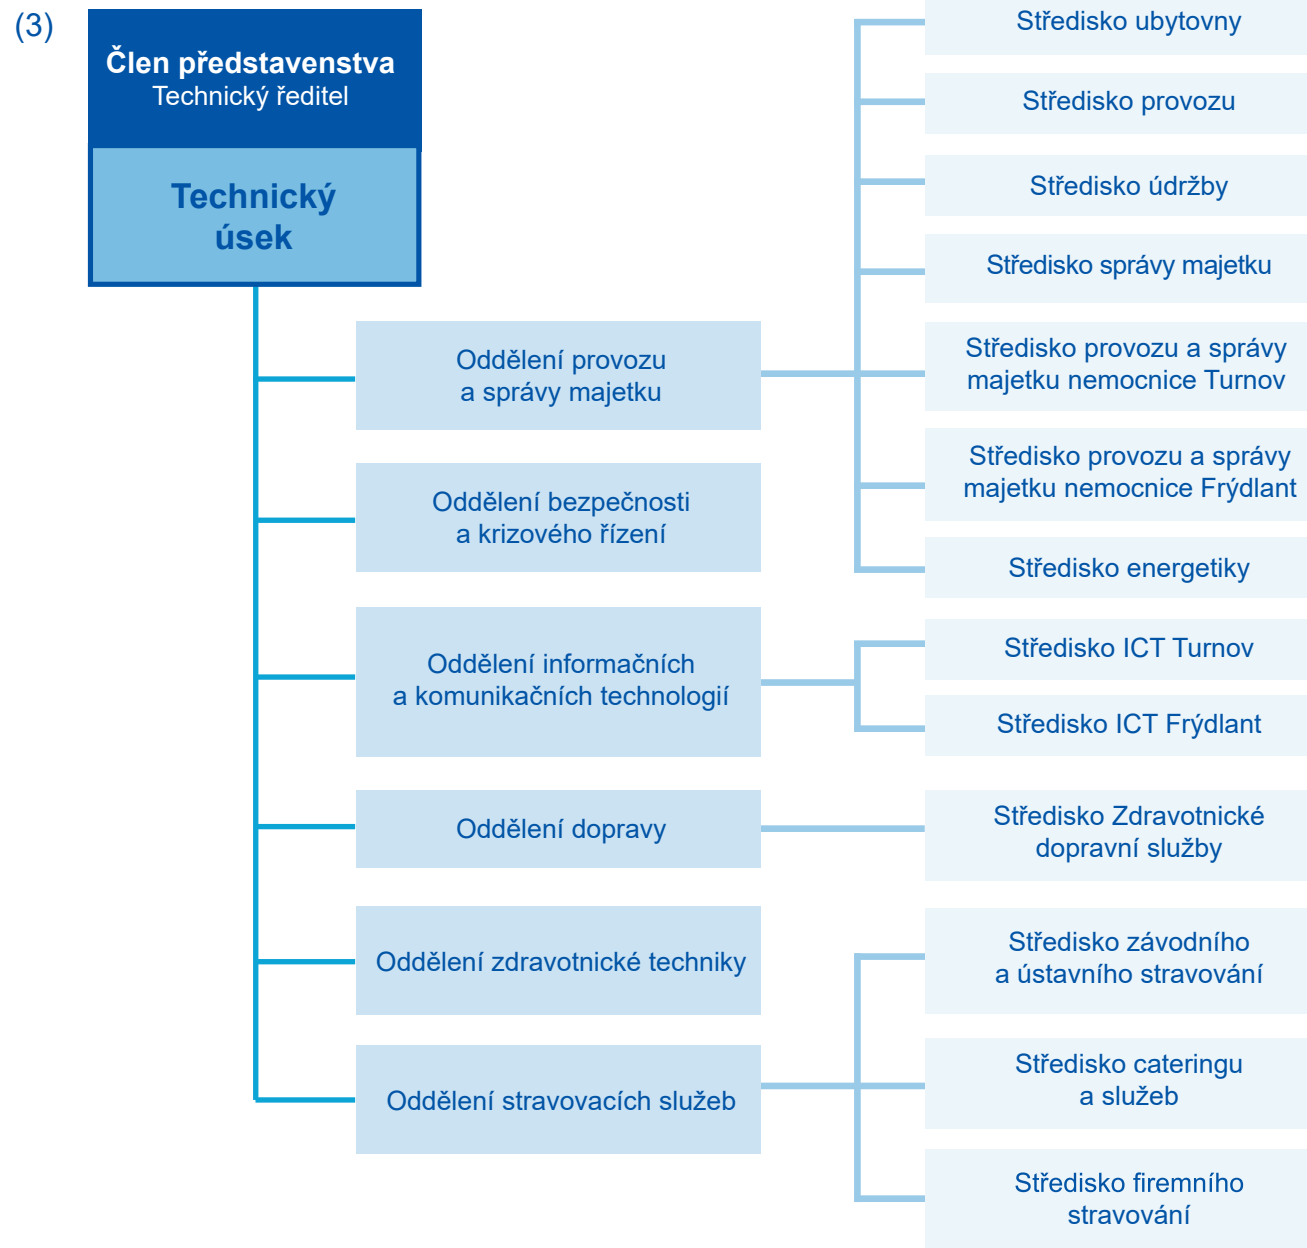 (3)
Člen představenstva
Technický ředitel
Technický
úsek
Oddělení provozu
a správy majetku
Oddělení bezpečnosti
a krizového řízení
Oddělení informačních
a komunikačních technologií
Oddělení dopravy
Oddělení zdravotnické techniky
Oddělení stravovacích služeb
Středisko ubytovny
Středisko provozu
Středisko údržby
Středisko správy majetku
Středisko provozu a správy
majetku nemocnice Turnov
Středisko provozu a správy
majetku nemocnice Frýdlant
Středisko energetiky
Středisko ICT Turnov
Středisko ICT Frýdlant
Středisko Zdravotnické
dopravní služby
Středisko závodního
a ústavního stravování
Středisko cateringu
a služeb
Středisko firemního
stravování